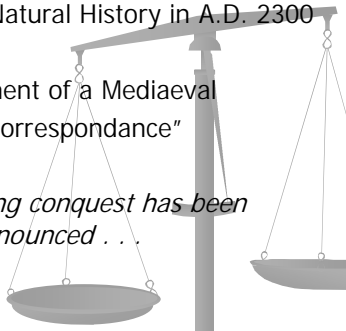 Natural History in A.D. 2300
ment of a Mediaeval
orrespondance"
ng conquest has been
nounced . . .